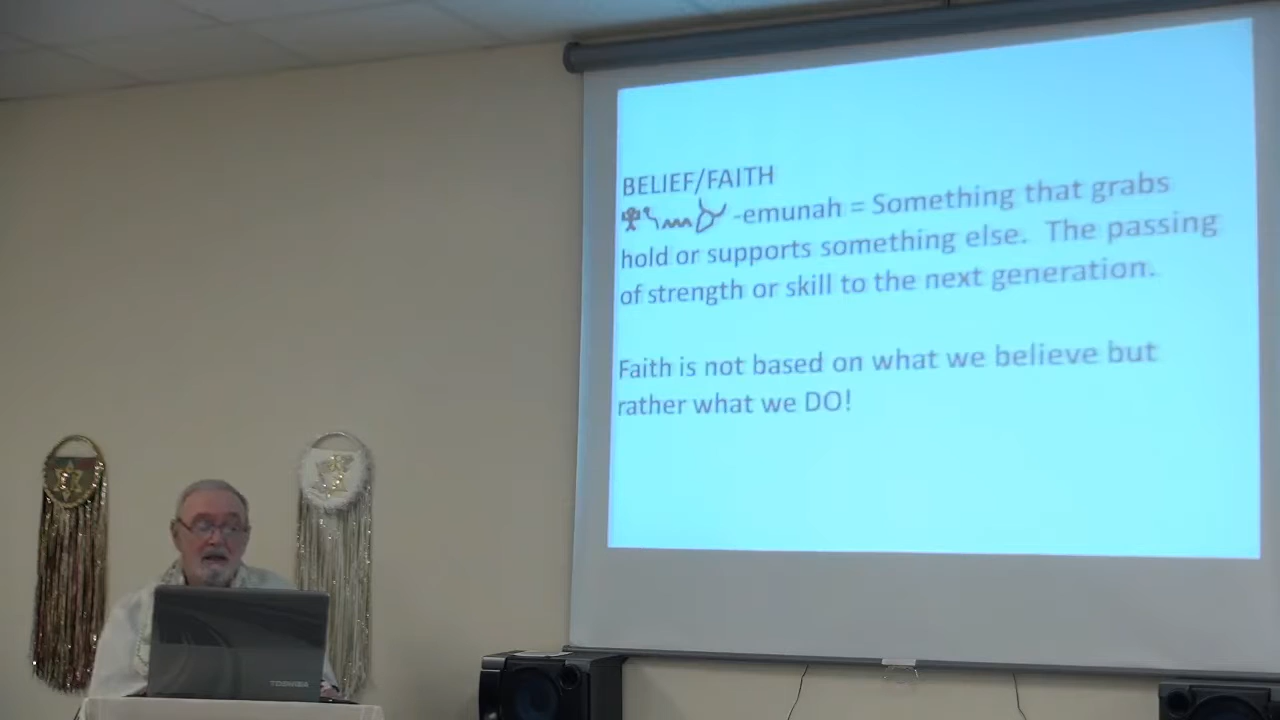 BELIEF/FAITH
-emunah = Something that grabs
hold or supports something else. The passing
of strength or skill to the next generation.
Faith is not based on what we believe but
rather what we DO!
TOSHIBA